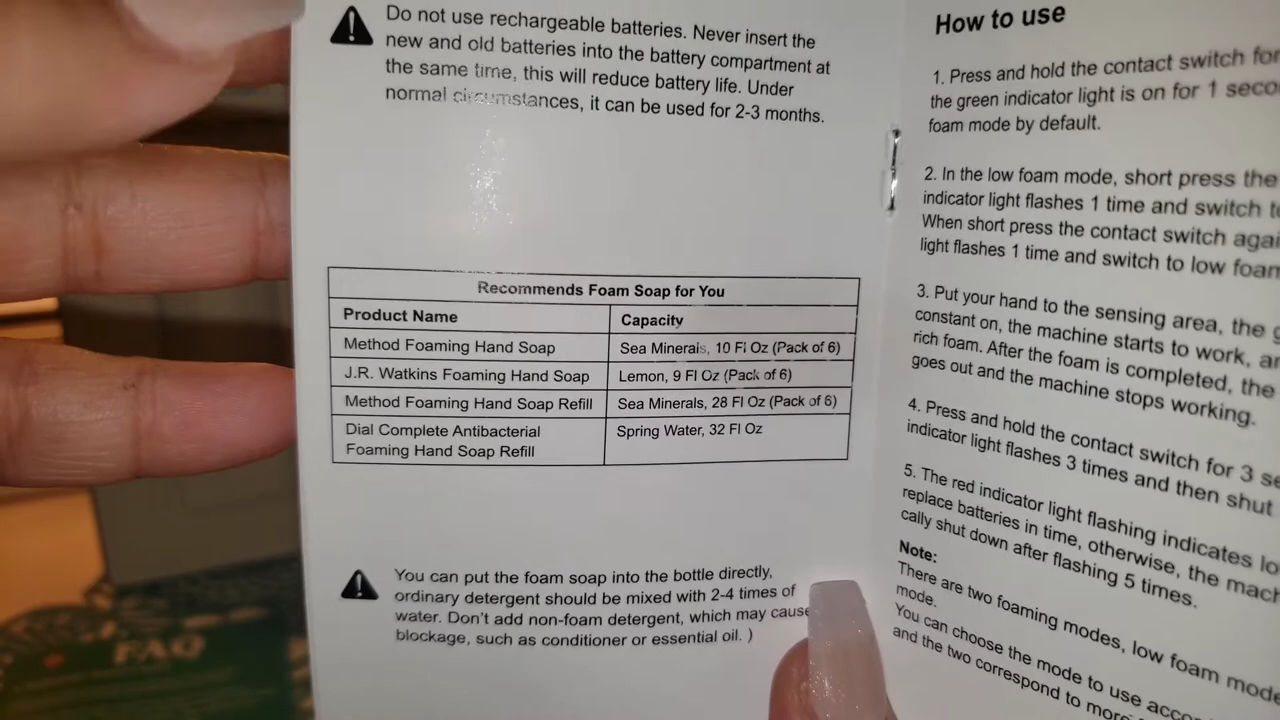 Do not use rechargeable batteries. Never insert the
new and old batteries into the battery compartment at
the same time, this will reduce battery life. Under
normal circumstances, it can be used for 2-3 months.
Recommends Foam Soap for You
Product Name Capacity
Method Foaming Hand Soap Sea Minerals, 10 Fl Oz (Pack of 6)
J.R. Watkins Foaming Hand Soap Lemon, 9 Fl Oz (Pack of 6)
Method Foaming Hand Soap Refill Sea Minerals, 28 Fl Oz (Pack of 6)
Dial Complete Antibacterial Spring Water, 32 Fl Oz
Foaming Hand Soap Refill
You can put the foam soap into the bottle directly,
ordinary detergent should be mixed with 2-4 times of
water. Don't add non-foam detergent, which may cause
blockage, such as conditioner or essential oil. )
How to use
1. Press and hold the contact switch for
the green indicator light is on for 1
foam mode by default.
2. In the low foam mode, short press the
indicator light flashes 1 time and switch
When short press the contact switch
light flashes 1 time and switch to low
3. Put your hand to the sensing area, the
constant on, the machine starts to work,
rich foam. After the foam is completed, the
goes out and the machine stops working.
4. Press and hold the contact switch for 3
indicator light flashes 3 times and then shut
5. The red indicator light flashing indicates
replace batteries in time, otherwise, the
cally shut down after flashing 5 times.
Note:
There are two foaming modes, low foam
mode.
You can choose the mode to use
and the two correspond to
FAQ